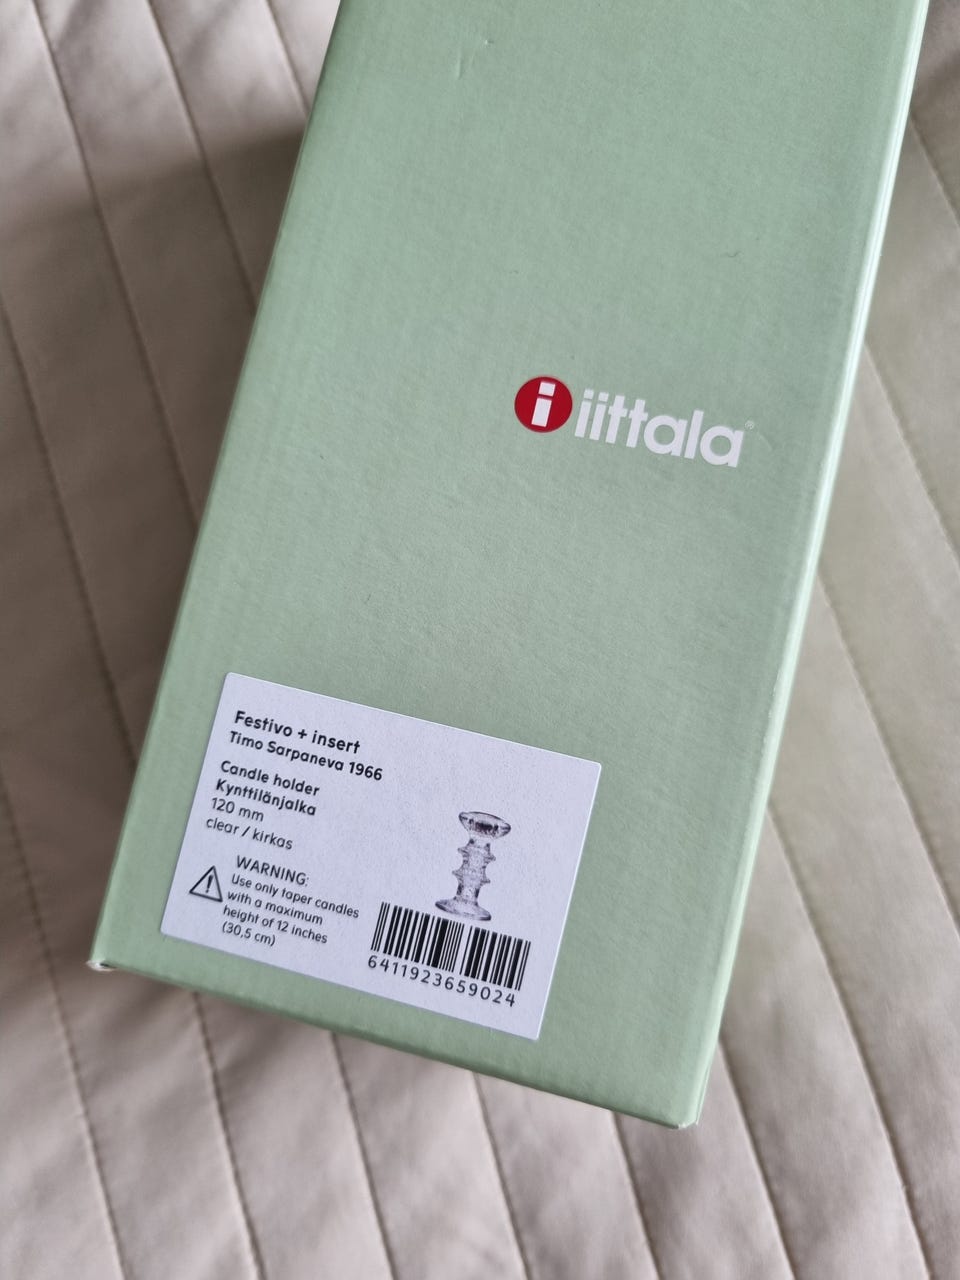 i iittala®
Festivo + insert
Timo Sarpaneva 1966
Candle holder
Kynttilänjalka
120 mm
clear / kirkas
WARNING:
Use only taper candles
with a maximum
height of 12 inches
(30,5 cm)
6411923659024